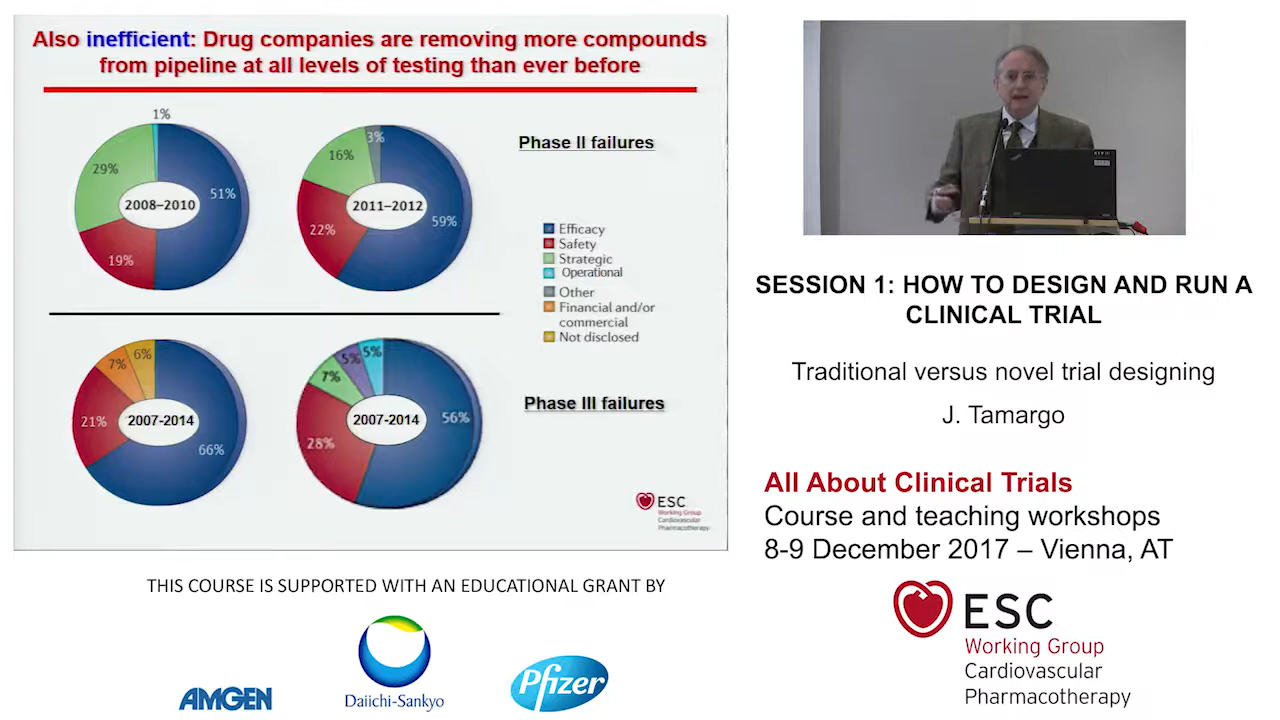 Also inefficient: Drug companies are removing more compounds
from pipeline at all levels of testing than ever before
1%
29%
51%
19%
2008–2010
3%
16%
22%
59%
2011–2012
Phase II failures
Efficacy
Safety
Strategic
Operational
Other
Financial and/or
commercial
Not disclosed
6%
7%
21%
66%
2007-2014
5%
5%
7%
28%
56%
2007-2014
Phase III failures
ESC
Working Group
Cardiovascular
Pharmacotherapy
SESSION 1: HOW TO DESIGN AND RUN A
CLINICAL TRIAL
Traditional versus novel trial designing
J. Tamargo
All About Clinical Trials
Course and teaching workshops
8-9 December 2017 – Vienna, AT
ESC
Working Group
Cardiovascular
Pharmacotherapy
THIS COURSE IS SUPPORTED WITH AN EDUCATIONAL GRANT BY
AMGEN
Daiichi-Sankyo
Pfizer